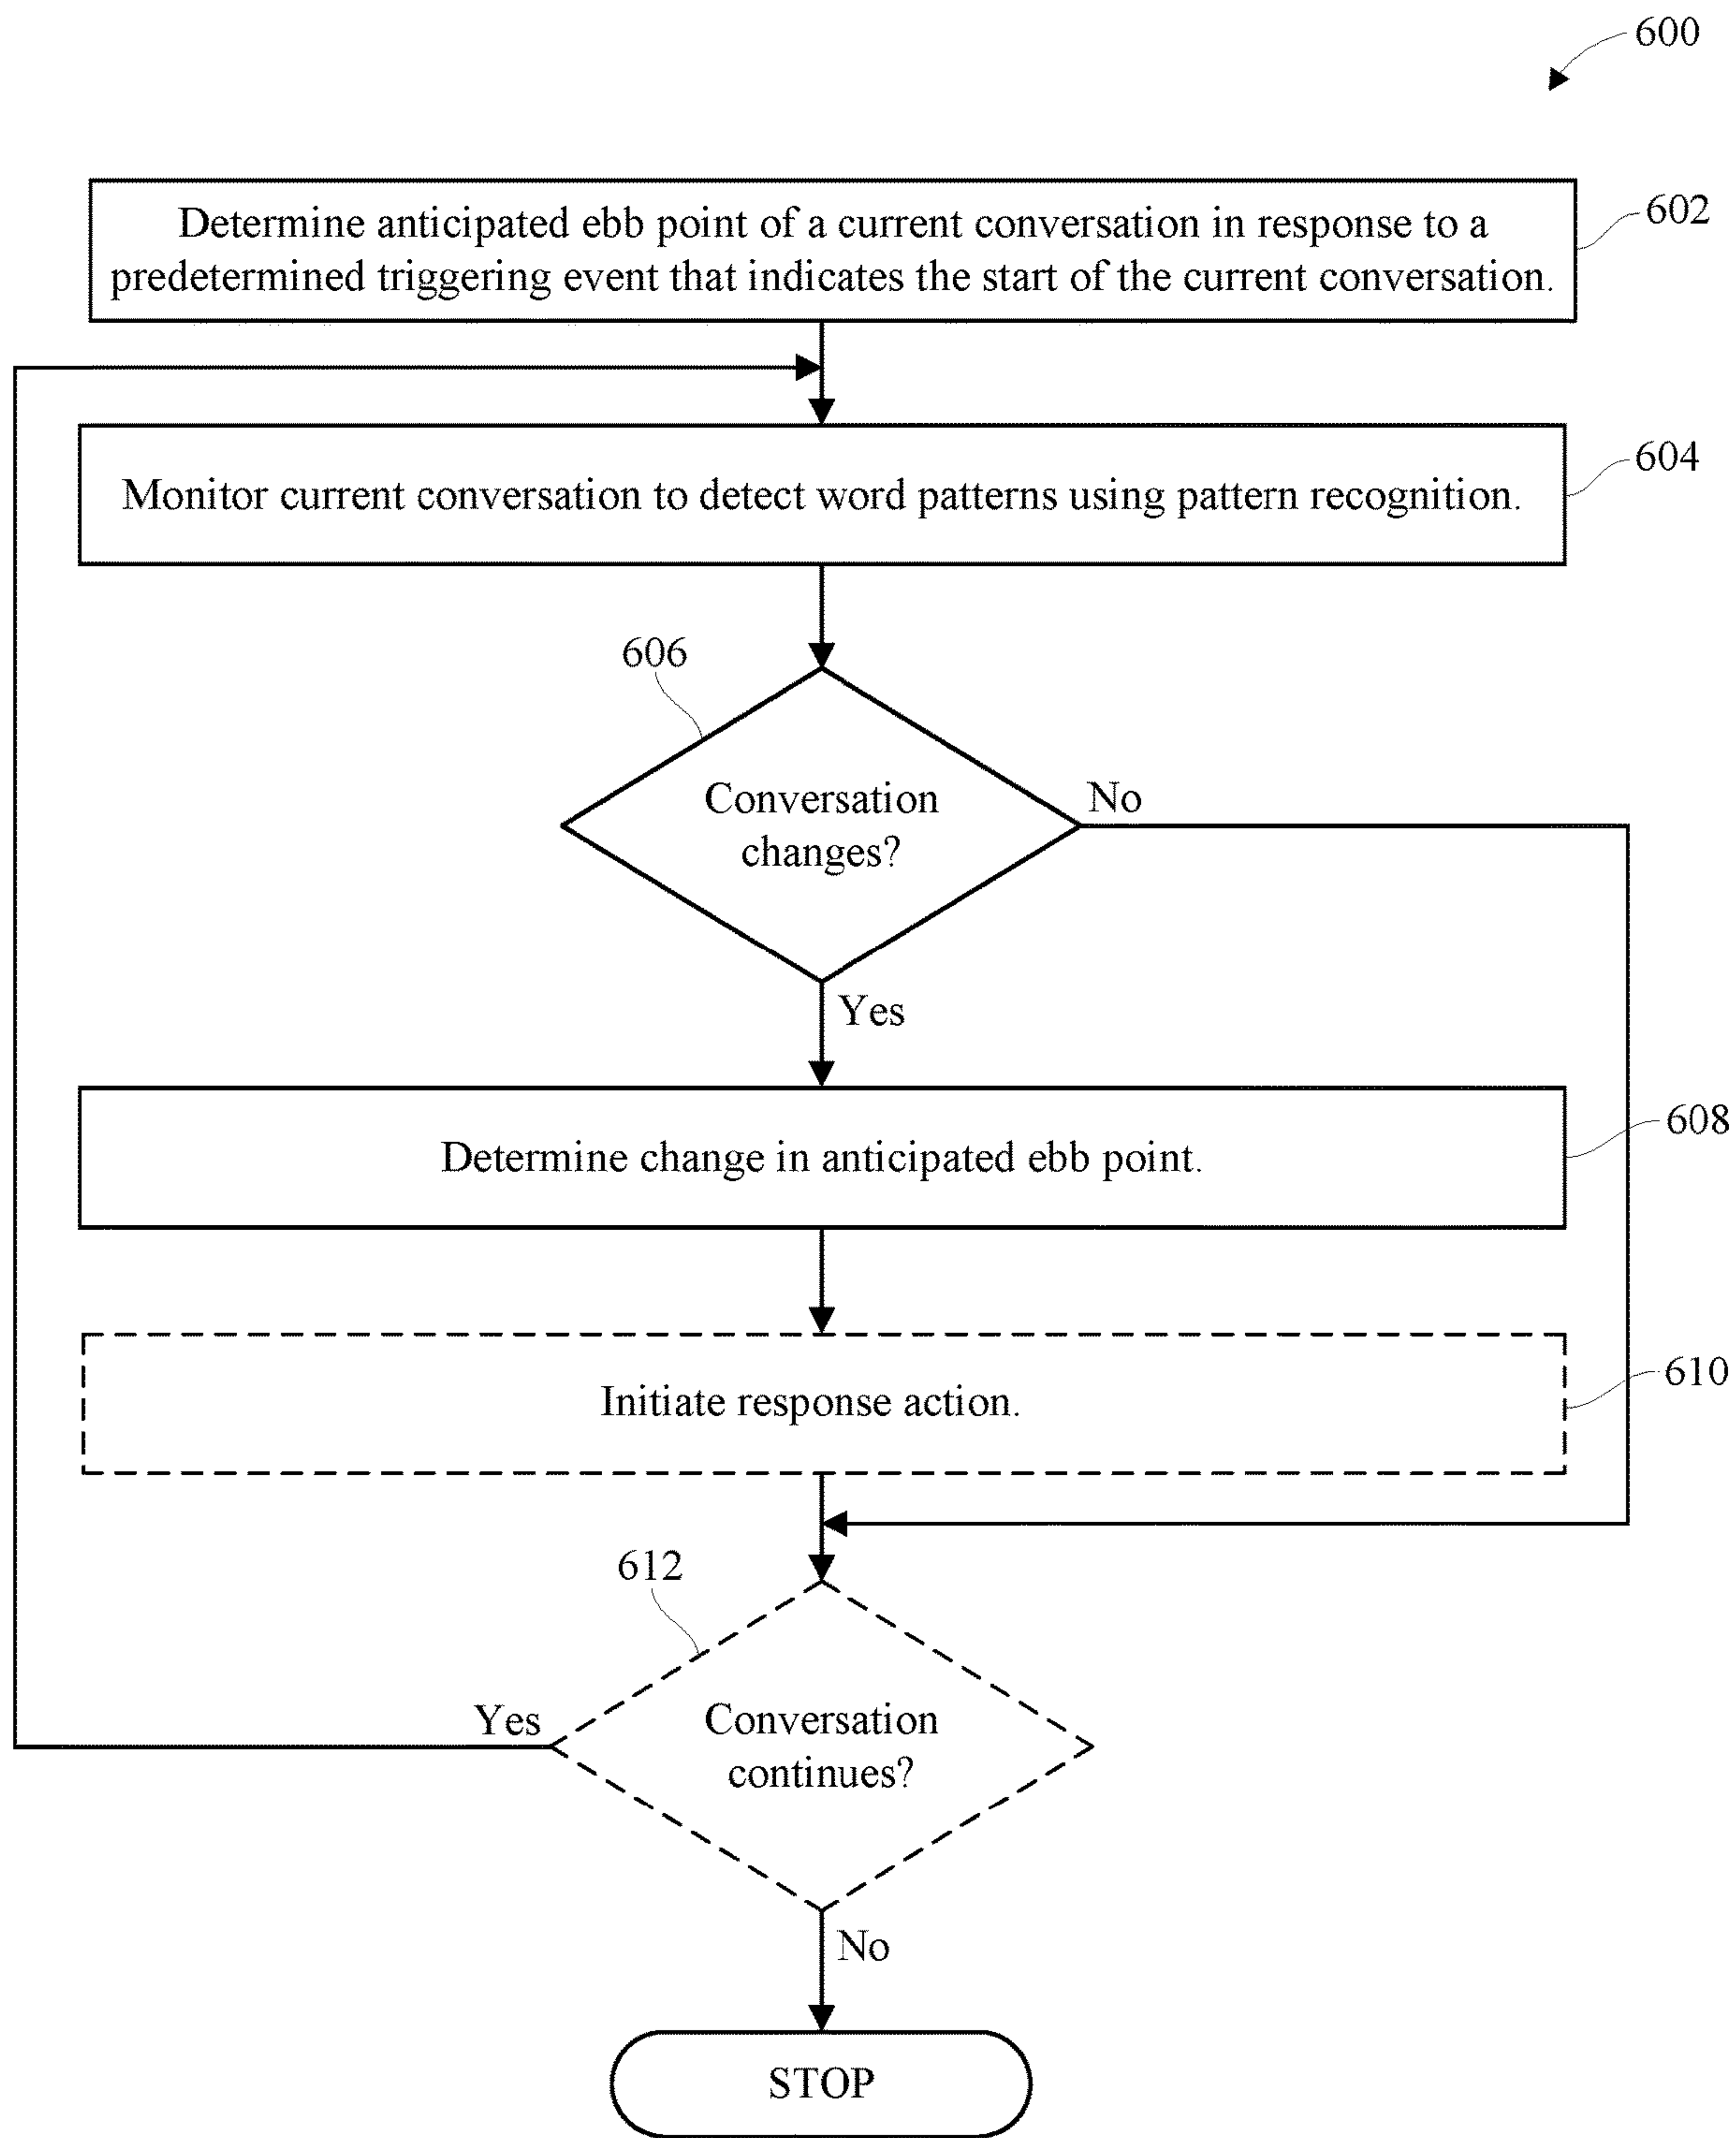 600
Determine anticipated ebb point of a current conversation in response to a
predetermined triggering event that indicates the start of the current conversation.
602
Monitor current conversation to detect word patterns using pattern recognition.
604
606
Conversation
changes?
No
Yes
Determine change in anticipated ebb point.
608
Initiate response action.
610
612
Conversation
continues?
Yes
No
STOP